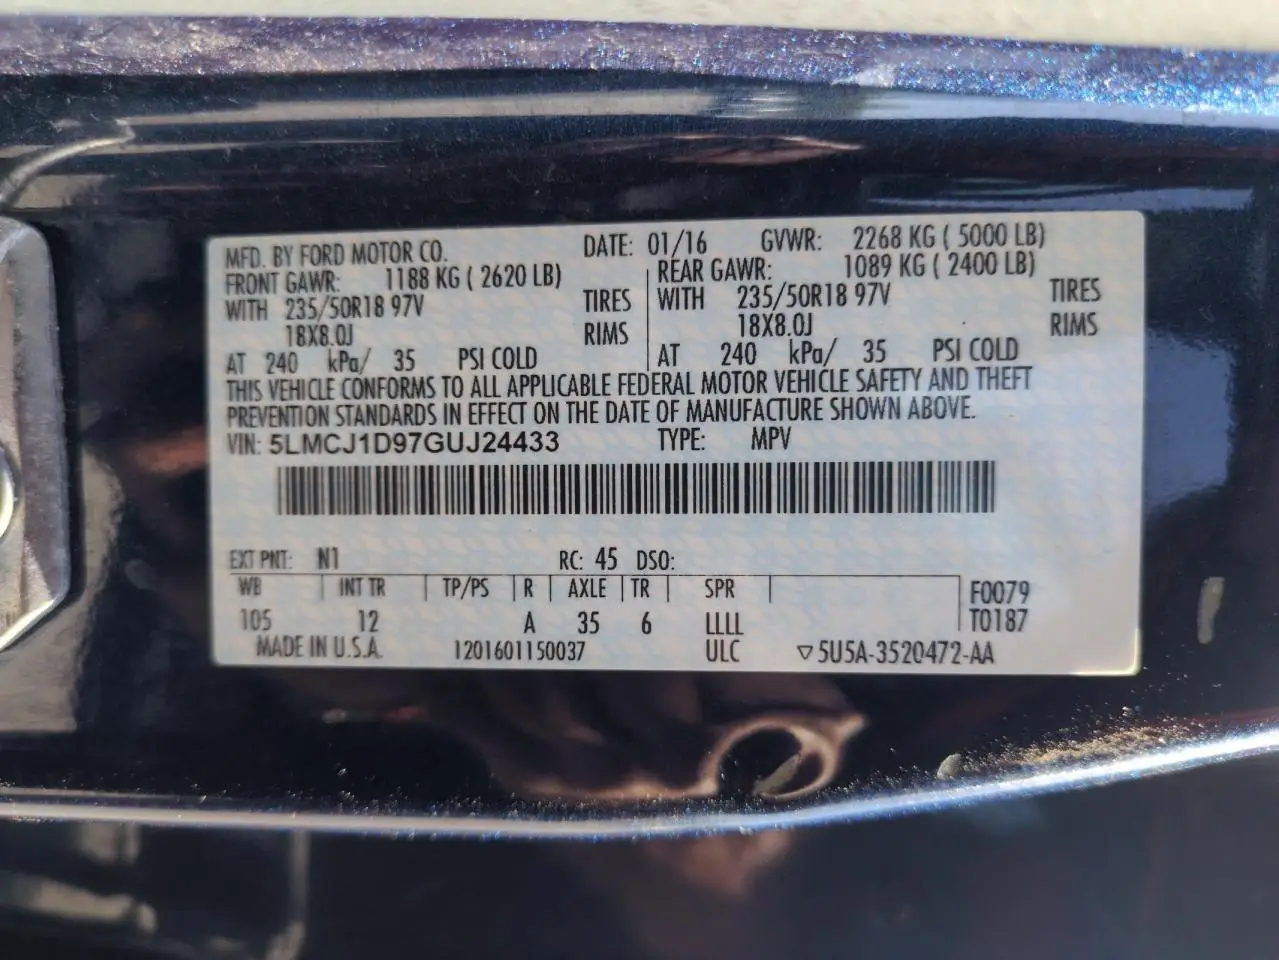 MFD. BY FORD MOTOR CO. DATE: 01/16 GVWR: 2268 KG ( 5000 LB)
FRONT GAWR: 1188 KG ( 2620 LB) REAR GAWR: 1089 KG ( 2400 LB)
WITH 235/50R18 97V TIRES WITH 235/50R18 97V TIRES
18X8.0J RIMS 18X8.0J RIMS
AT 240 kPa/ 35 PSI COLD AT 240 kPa/ 35 PSI COLD
THIS VEHICLE CONFORMS TO ALL APPLICABLE FEDERAL MOTOR VEHICLE SAFETY AND THEFT
PREVENTION STANDARDS IN EFFECT ON THE DATE OF MANUFACTURE SHOWN ABOVE.
VIN: 5LMCJ1D97GUJ24433 TYPE: MPV
EXT PNT: N1 RC: 45 DSO:
WB INT TR TP/PS R AXLE TR SPR F0079
105 12 A 35 6 LLLL T0187
MADE IN U.S.A. 1201601150037 ULC ▽5U5A-3520472-AA